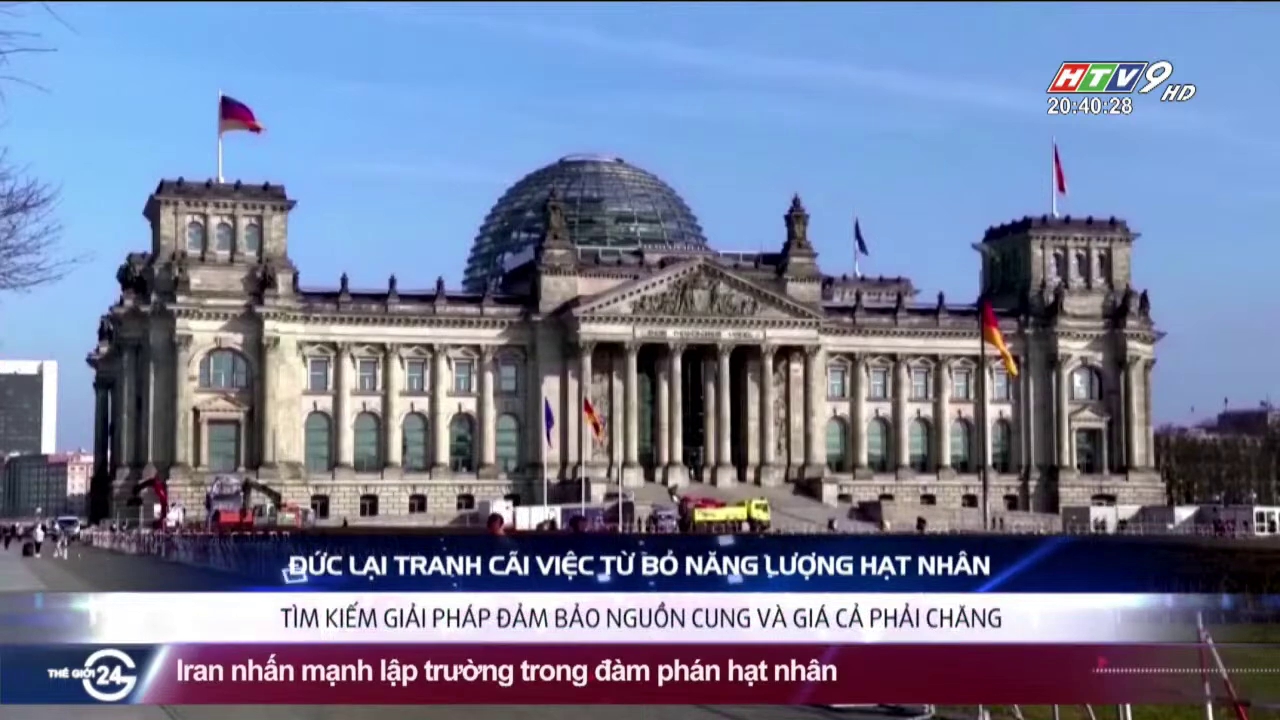 HTV9 HD
20:40:28
ĐỨC LẠI TRANH CÃI VIỆC TỪ BỎ NĂNG LƯỢNG HẠT NHÂN
TÌM KIẾM GIẢI PHÁP ĐẢM BẢO NGUỒN CUNG VÀ GIÁ CẢ PHẢI CHĂNG
THẾ GIỚI 24G Iran nhấn mạnh lập trường trong đàm phán hạt nhân